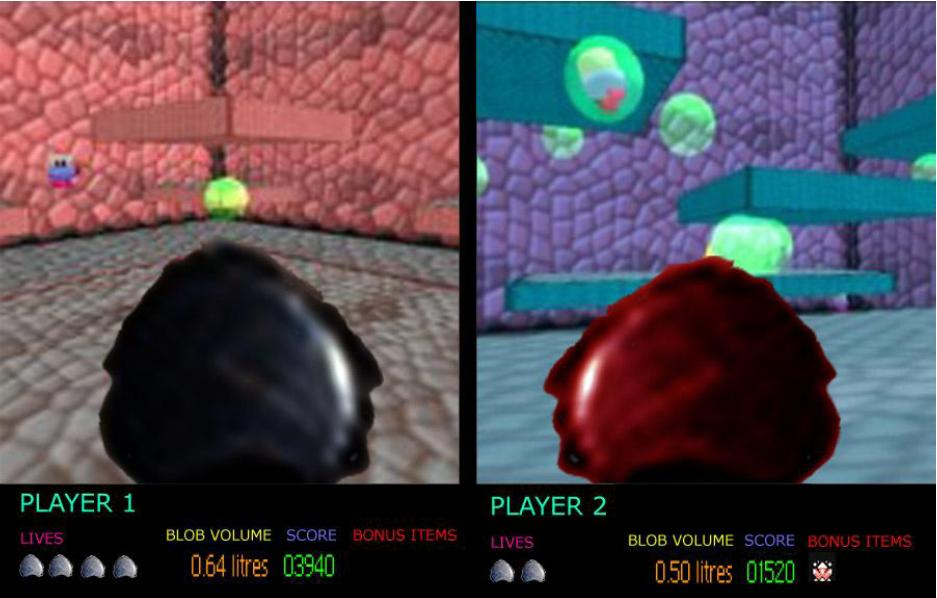 PLAYER 1
LIVES
BLOB VOLUME SCORE BONUS ITEMS
0.64 litres 03940
PLAYER 2
LIVES
BLOB VOLUME SCORE BONUS ITEMS
0.50 litres 01520